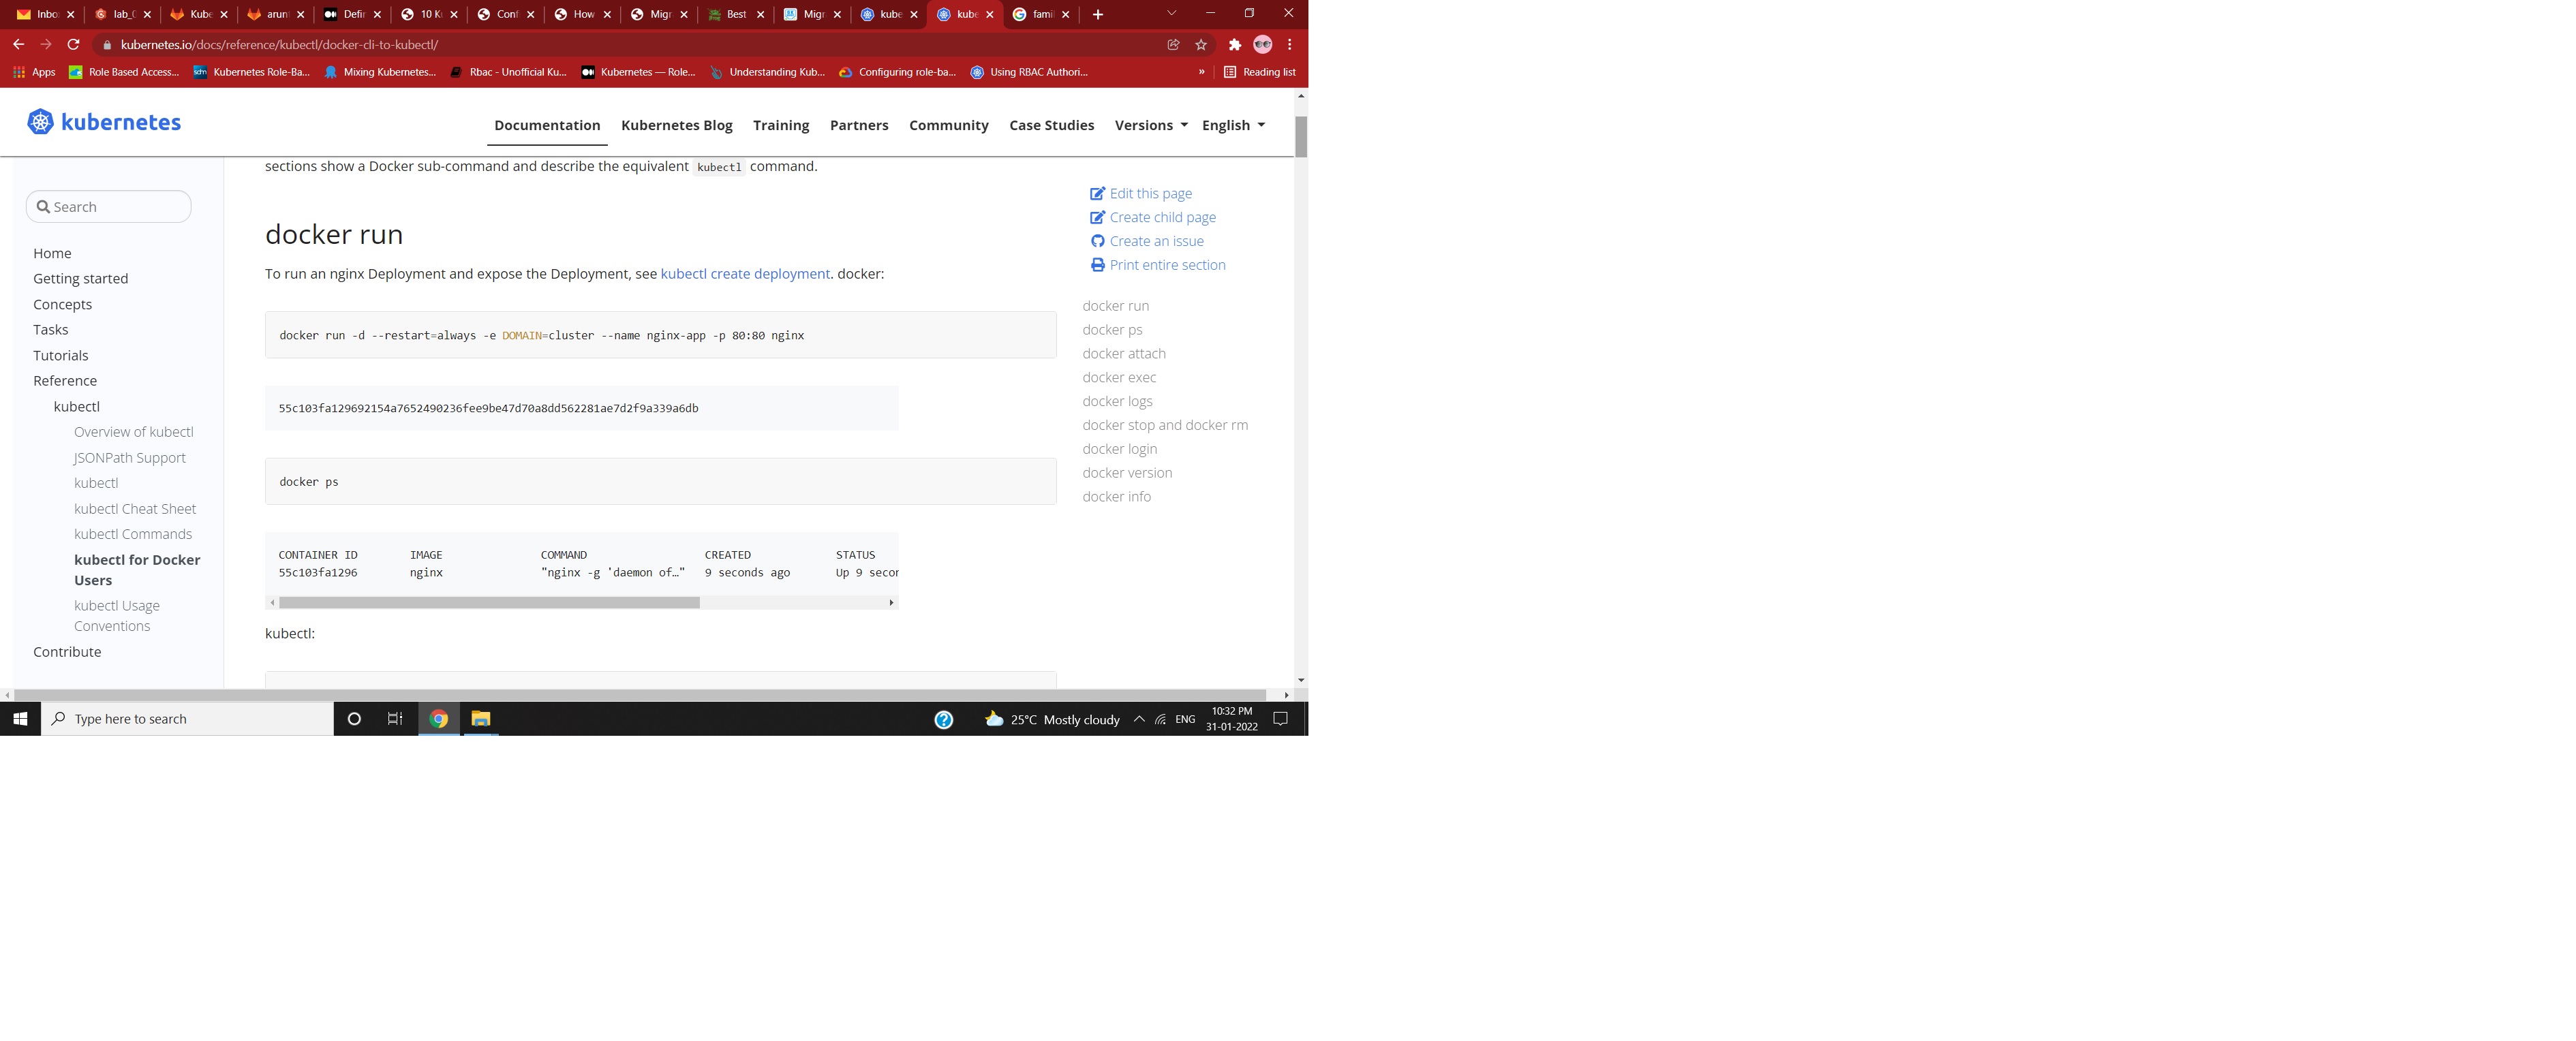 Inbo
lab_0
Kube
arun
Defin
10 K
Conf
How
Migr
Best
Migr
kube
kube
famil
kubernetes.io/docs/reference/kubectl/docker-cli-to-kubectl/
Apps
Role Based Access...
Kubernetes Role-Ba...
Mixing Kubernetes...
Rbac - Unofficial Ku...
Kubernetes — Role...
Understanding Kub...
Configuring role-ba...
Using RBAC Authori...
»
Reading list
kubernetes
Documentation
Kubernetes Blog
Training
Partners
Community
Case Studies
Versions
English
Search
Home
Getting started
Concepts
Tasks
Tutorials
Reference
kubectl
Overview of kubectl
JSONPath Support
kubectl
kubectl Cheat Sheet
kubectl Commands
kubectl for Docker
Users
kubectl Usage
Conventions
Contribute
sections show a Docker sub-command and describe the equivalent kubectl command.
docker run
To run an nginx Deployment and expose the Deployment, see kubectl create deployment. docker:
docker run -d --restart=always -e DOMAIN=cluster --name nginx-app -p 80:80 nginx
55c103fa129692154a7652490236fee9be47d70a8dd562281ae7d2f9a339a6db
docker ps
CONTAINER ID IMAGE COMMAND CREATED STATUS
55c103fa1296 nginx "nginx -g 'daemon of…" 9 seconds ago Up 9 secon
kubectl:
Edit this page
Create child page
Create an issue
Print entire section
docker run
docker ps
docker attach
docker exec
docker logs
docker stop and docker rm
docker login
docker version
docker info
Type here to search
25°C Mostly cloudy
ENG
10:32 PM
31-01-2022